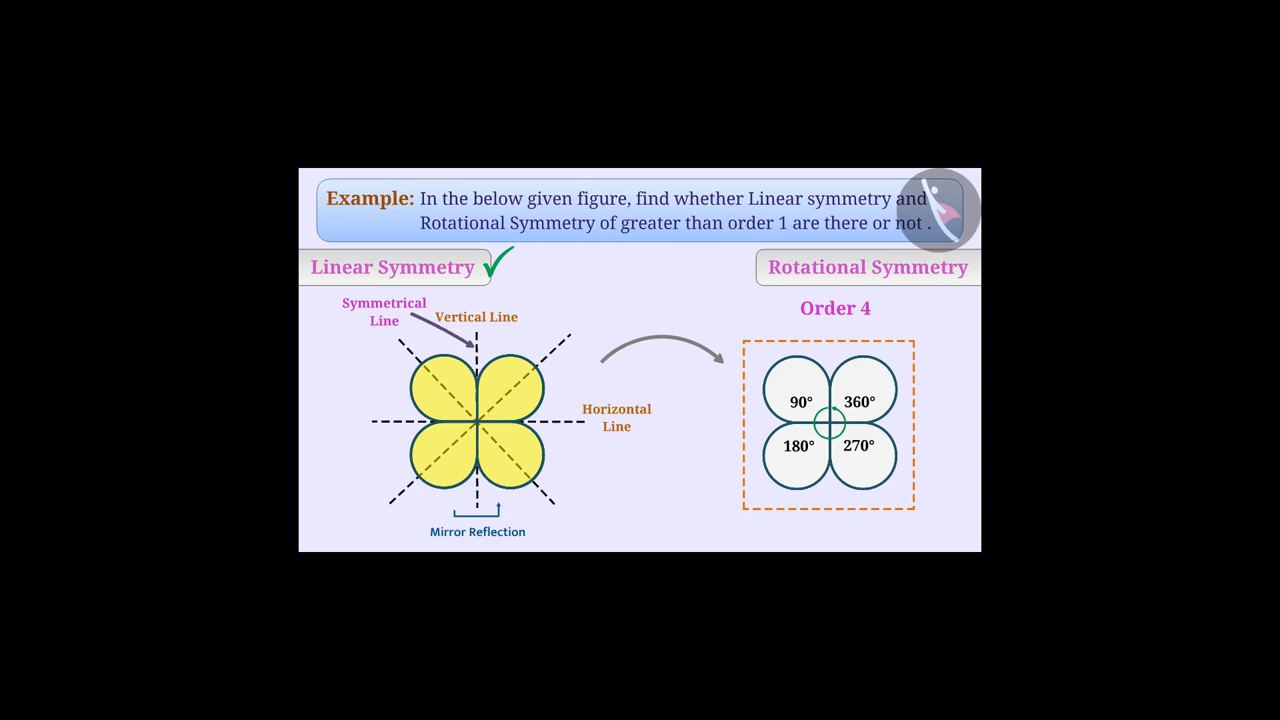 Example: In the below given figure, find whether Linear symmetry and
Rotational Symmetry of greater than order 1 are there or not .
Linear Symmetry
Rotational Symmetry
Symmetrical
Line
Vertical Line
Order 4
Horizontal
Line
90°
360°
180°
270°
Mirror Reflection